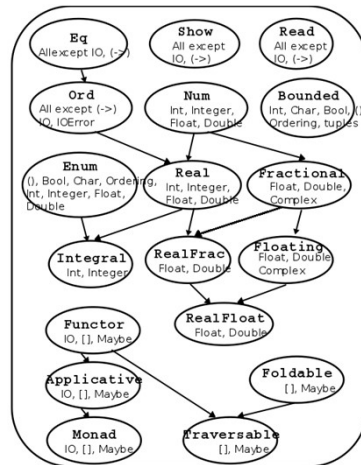 Eq
All except IO, (->)
Show
All except
IO, (->)
Read
All except
IO, (->)
Ord
All except (->)
IO, IOError
Num
Int, Integer,
Float, Double
Bounded
Int, Char, Bool, ()
Ordering, tuples
Enum
(), Bool, Char, Ordering,
Int, Integer, Float,
Double
Real
Int, Integer,
Float, Double
Fractional
Float, Double,
Complex
Integral
Int, Integer
RealFrac
Float, Double
Floating
Float, Double
Complex
RealFloat
Float, Double
Functor
IO, [], Maybe
Applicative
IO, [], Maybe
Foldable
[], Maybe
Monad
IO, [], Maybe
Traversable
[], Maybe